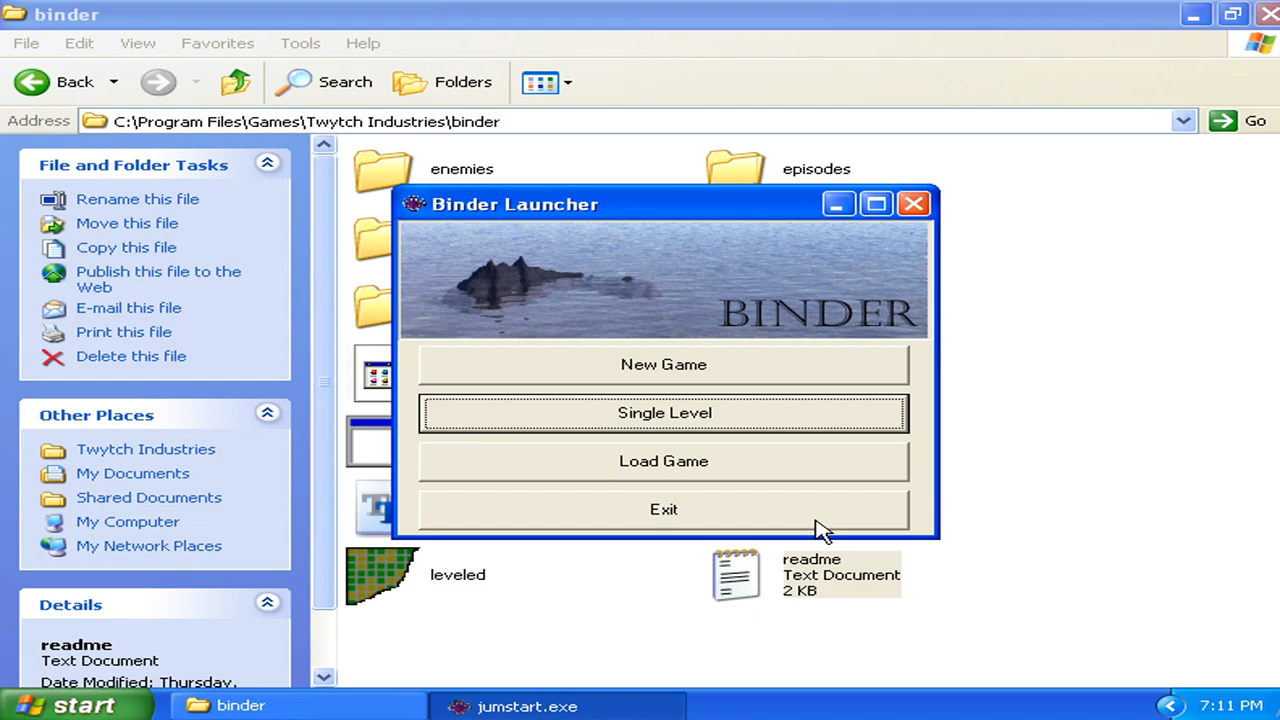 binder
File Edit View Favorites Tools Help
Back Search Folders
Address C:\Program Files\Games\Twytch Industries\binder Go
File and Folder Tasks
Rename this file
Move this file
Copy this file
Publish this file to the
Web
E-mail this file
Print this file
Delete this file
Other Places
Twytch Industries
My Documents
Shared Documents
My Computer
My Network Places
Details
readme
Text Document
Date Modified: Thursday,
enemies
episodes
Binder Launcher
BINDER
New Game
Single Level
Load Game
Exit
leveled
readme
Text Document
2 KB
start binder jumstart.exe 7:11 PM